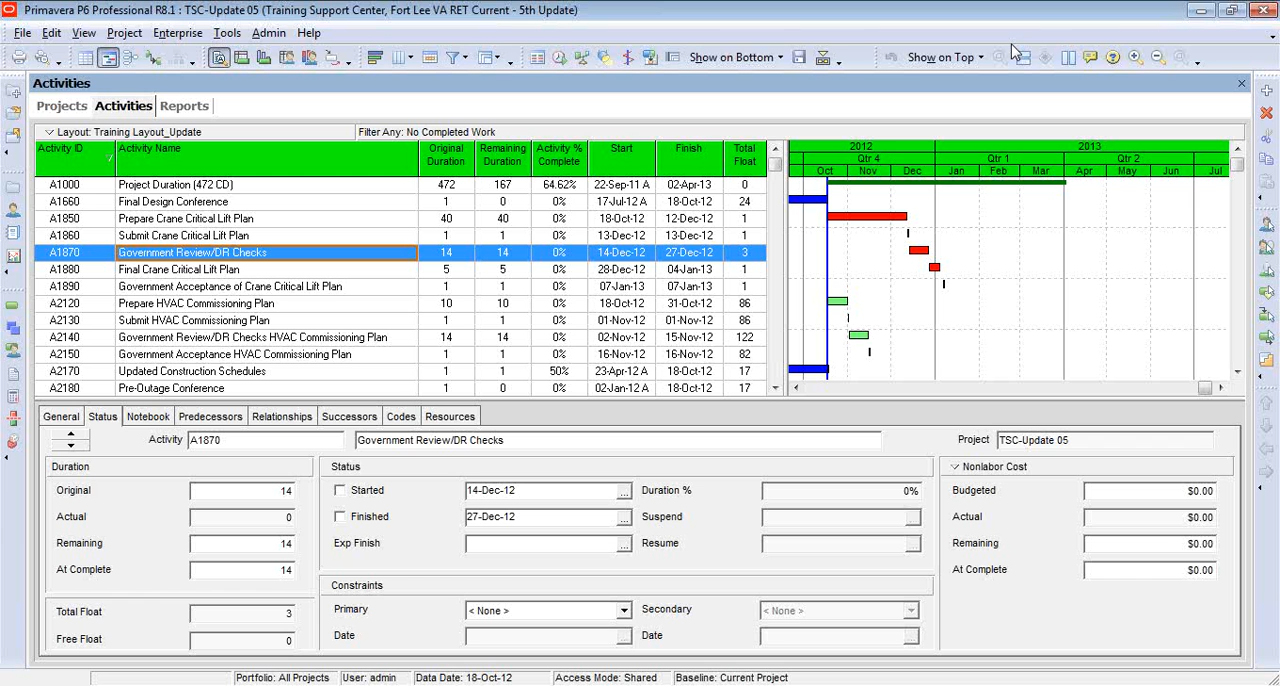 Primavera P6 Professional R8.1 : TSC-Update 05 (Training Support Center, Fort Lee VA RET Current - 5th Update)
File Edit View Project Enterprise Tools Admin Help
Show on Bottom Show on Top
Activities
Projects Activities Reports
Layout: Training Layout_Update Filter Any: No Completed Work
Activity ID Activity Name Original Duration Remaining Duration Activity % Complete Start Finish Total Float
2012 2013
Qtr 4 Qtr 1 Qtr 2
Oct Nov Dec Jan Feb Mar Apr May Jun Jul
A1000 Project Duration (472 CD) 472 167 64.62% 22-Sep-11 A 02-Apr-13 0
A1660 Final Design Conference 1 0 0% 17-Jul-12 A 18-Oct-12 24
A1850 Prepare Crane Critical Lift Plan 40 40 0% 18-Oct-12 12-Dec-12 1
A1860 Submit Crane Critical Lift Plan 1 1 0% 13-Dec-12 13-Dec-12 1
A1870 Government Review/DR Checks 14 14 0% 14-Dec-12 27-Dec-12 3
A1880 Final Crane Critical Lift Plan 5 5 0% 28-Dec-12 04-Jan-13 1
A1890 Government Acceptance of Crane Critical Lift Plan 1 1 0% 07-Jan-13 07-Jan-13 1
A2120 Prepare HVAC Commissioning Plan 10 10 0% 18-Oct-12 31-Oct-12 86
A2130 Submit HVAC Commissioning Plan 1 1 0% 01-Nov-12 01-Nov-12 86
A2140 Government Review/DR Checks HVAC Commissioning Plan 14 14 0% 02-Nov-12 15-Nov-12 122
A2150 Government Acceptance HVAC Commissioning Plan 1 1 0% 16-Nov-12 16-Nov-12 82
A2170 Updated Construction Schedules 1 1 50% 23-Apr-12 A 18-Oct-12 17
A2180 Pre-Outage Conference 1 0 0% 02-Jan-12 A 18-Oct-12 17
General Status Notebook Predecessors Relationships Successors Codes Resources
Activity A1870 Government Review/DR Checks Project TSC-Update 05
Duration Status Nonlabor Cost
Original 14 Started 14-Dec-12 ... Duration % 0% Budgeted $0.00
Actual 0 Finished 27-Dec-12 ... Suspend ... Actual $0.00
Remaining 14 Exp Finish ... Resume ... Remaining $0.00
At Complete 14 At Complete $0.00
Constraints
Total Float 3 Primary < None > Secondary < None >
Free Float 0 Date ... Date ...
Portfolio: All Projects User: admin Data Date: 18-Oct-12 Access Mode: Shared Baseline: Current Project